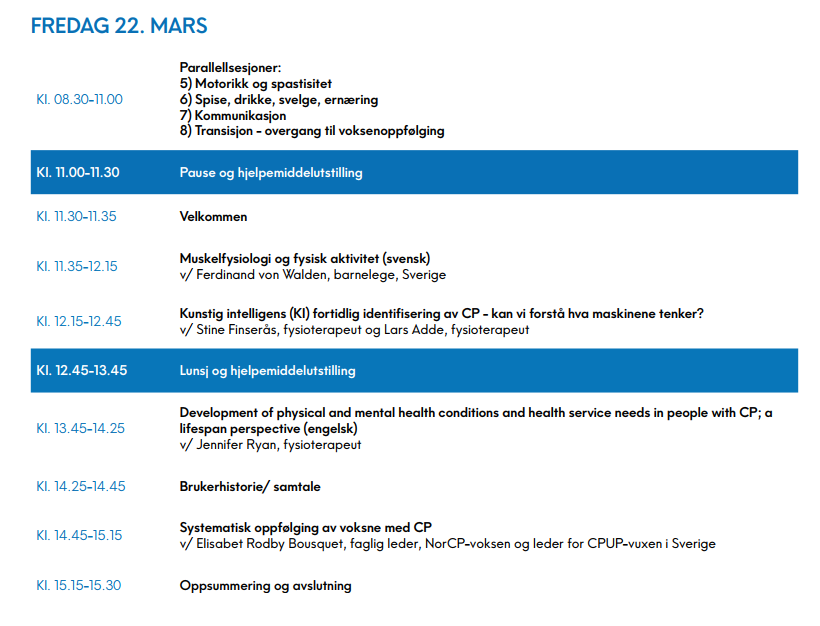 FREDAG 22. MARS
Kl. 08.30-11.00
Parallellsesjoner:
5) Motorikk og spastisitet
6) Spise, drikke, svelge, ernæring
7) Kommunikasjon
8) Transisjon - overgang til voksenoppfølging
Kl. 11.00-11.30 Pause og hjelpemiddelutstilling
Kl. 11.30-11.35 Velkommen
Kl. 11.35-12.15
Muskelfysiologi og fysisk aktivitet (svensk)
v/ Ferdinand von Walden, barnelege, Sverige
Kl. 12.15-12.45
Kunstig intelligens (KI) fortidlig identifisering av CP - kan vi forstå hva maskinene tenker?
v/ Stine Finserås, fysioterapeut og Lars Adde, fysioterapeut
Kl. 12.45-13.45 Lunsj og hjelpemiddelutstilling
Kl. 13.45-14.25
Development of physical and mental health conditions and health service needs in people with CP; a
lifespan perspective (engelsk)
v/ Jennifer Ryan, fysioterapeut
Kl. 14.25-14.45 Brukerhistorie/ samtale
Kl. 14.45-15.15
Systematisk oppfølging av voksne med CP
v/ Elisabet Rodby Bousquet, faglig leder, NorCP-voksen og leder for CPUP-vuxen i Sverige
Kl. 15.15-15.30 Oppsummering og avslutning